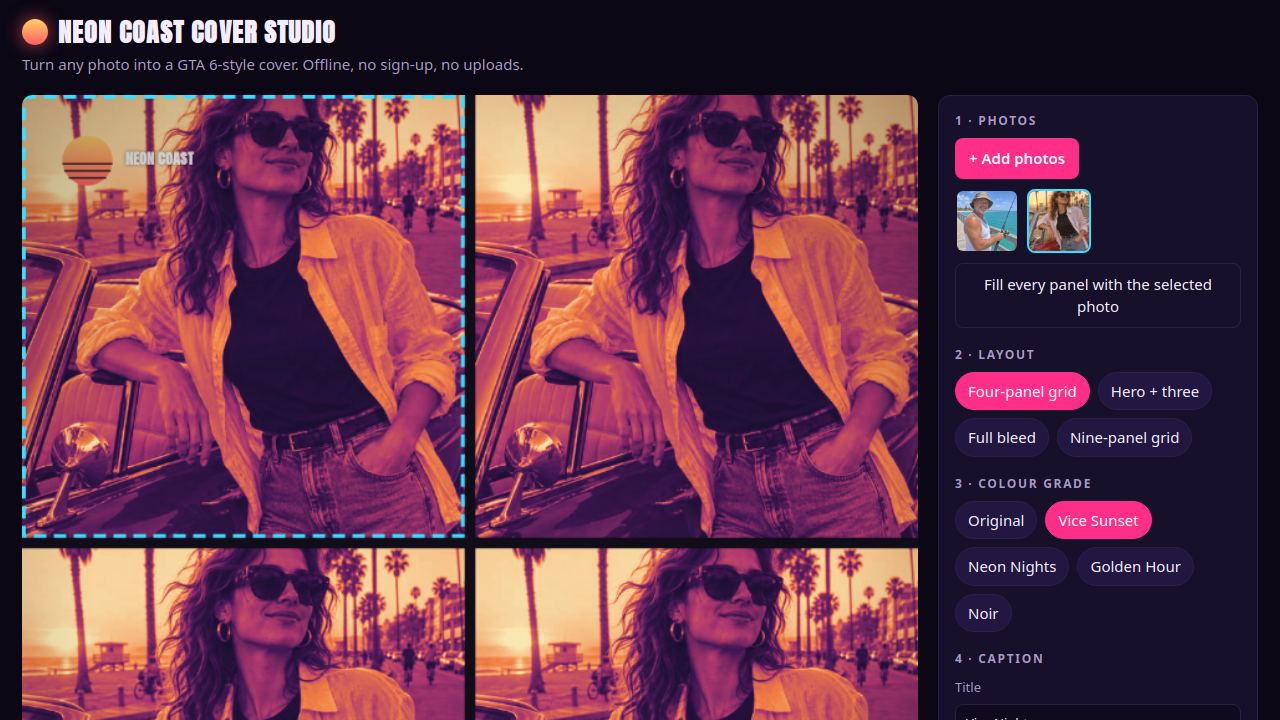 NEON COAST COVER STUDIO
Turn any photo into a GTA 6-style cover. Offline, no sign-up, no uploads.
NEON COAST
1 · PHOTOS
+ Add photos
Fill every panel with the selected
photo
2 · LAYOUT
Four-panel grid
Hero + three
Full bleed
Nine-panel grid
3 · COLOUR GRADE
Original
Vice Sunset
Neon Nights
Golden Hour
Noir
4 · CAPTION
Title